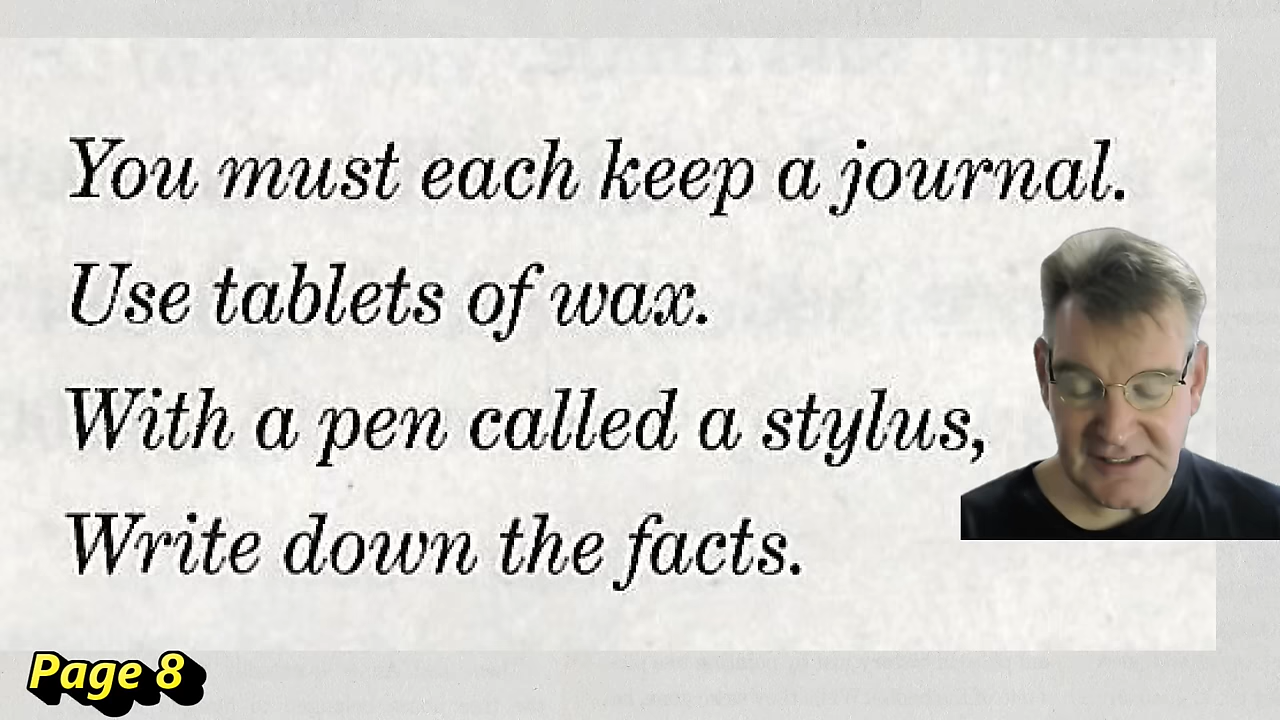 You must each keep a journal.
Use tablets of wax.
With a pen called a stylus,
Write down the facts.
Page 8